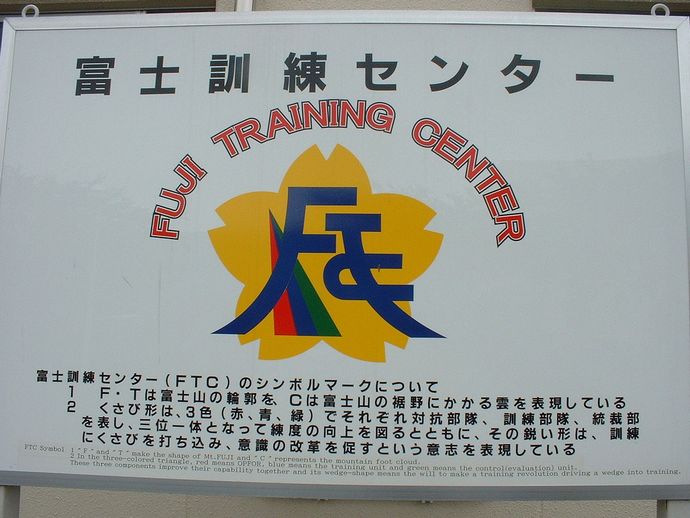 富士訓練センター
FUJI TRAINING CENTER
FTC
富士訓練センター(FTC)のシンボルマークについて
1 F・Tは富士山の輪郭を、Cは富士山の裾野にかかる雲を表現している
2 くさび形は、3色(赤、青、緑)でそれぞれ対抗部隊、訓練部隊、統裁部
を表し、三位一体となって練度の向上を図るとともに、その鋭い形は、訓練
にくさびを打ち込み、意識の改革を促すという意志を表現している
FTC Symbol 1 "F" and "T" make the shape of Mt.FUJI and "C" represents the mountain foot cloud.
2 In the three-colored triangle, red means OPFOR, blue means the training unit and green means the control(evaluation) unit.
These three components improve their capability together and its wedge-shape means the will to make a training revolution driving a wedge into training.